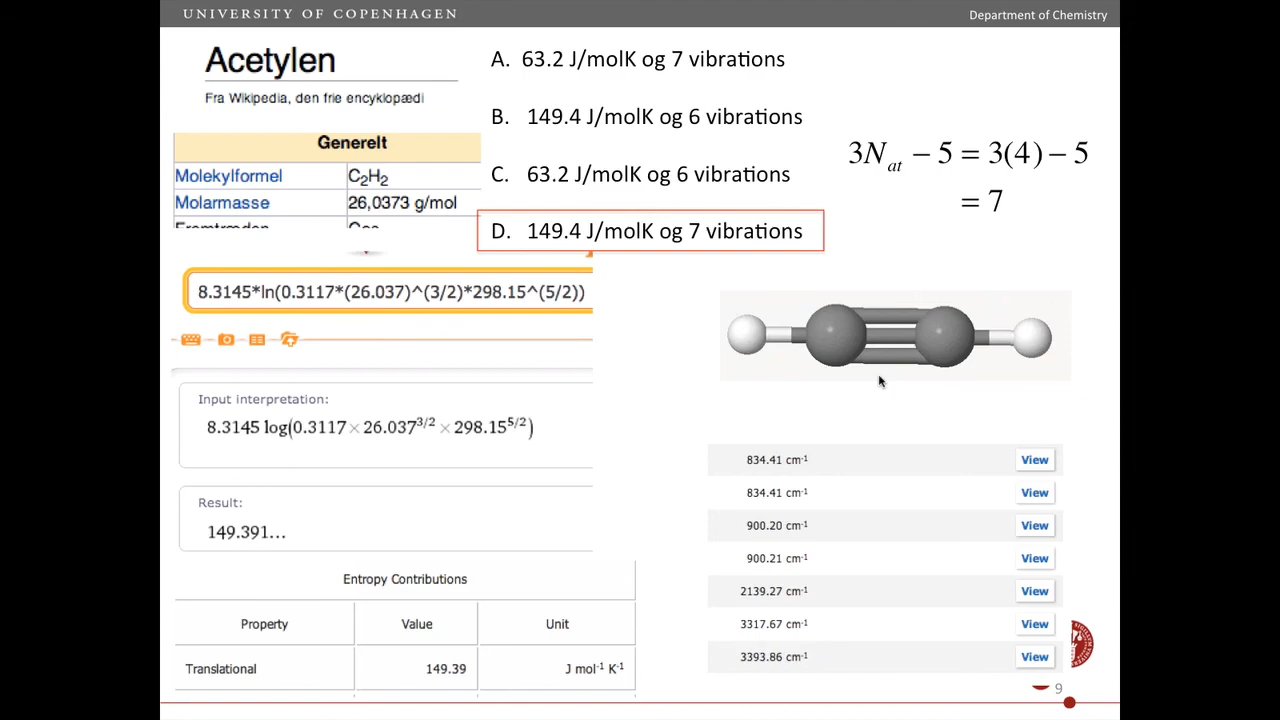 UNIVERSITY OF COPENHAGEN
Department of Chemistry
Acetylen
Fra Wikipedia, den frie encyklopædi
Generelt
Molekylformel C₂H₂
Molarmasse 26,0373 g/mol
A. 63.2 J/molK og 7 vibrations
B. 149.4 J/molK og 6 vibrations
C. 63.2 J/molK og 6 vibrations
D. 149.4 J/molK og 7 vibrations
3Nat − 5 = 3(4) − 5
= 7
8.3145*ln(0.3117*(26.037)^(3/2)*298.15^(5/2))
Input interpretation:
8.3145 log(0.3117 × 26.037^3/2 × 298.15^5/2)
Result:
149.391...
Entropy Contributions
Property Value Unit
Translational 149.39 J mol⁻¹ K⁻¹
834.41 cm⁻¹ View
834.41 cm⁻¹ View
900.20 cm⁻¹ View
900.21 cm⁻¹ View
2139.27 cm⁻¹ View
3317.67 cm⁻¹ View
3393.86 cm⁻¹ View
9